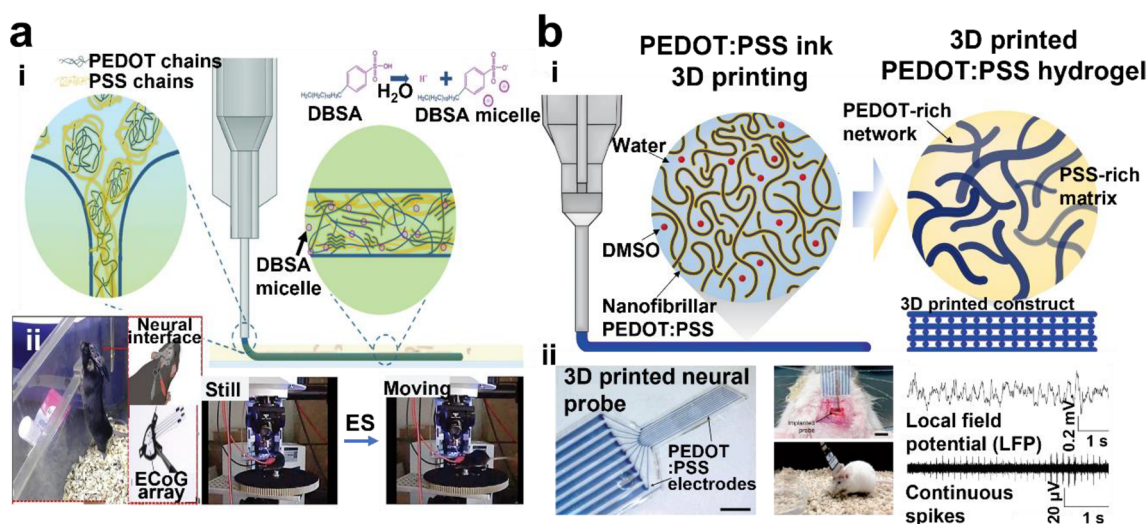 a
i
PEDOT chains
PSS chains
DBSA
H₂O
H⁺
+
DBSA micelle
DBSA
micelle
ii
Neural
interface
ECoG
array
Still
ES
Moving
b
i
PEDOT:PSS ink
3D printing
3D printed
PEDOT:PSS hydrogel
Water
DMSO
Nanofibrillar
PEDOT:PSS
PEDOT-rich
network
PSS-rich
matrix
3D printed construct
ii
3D printed neural
probe
PEDOT
:PSS
electrodes
Implanted
probe
Local field
potential (LFP)
0.2 mV
1 s
Continuous
spikes
20 μV
1 s